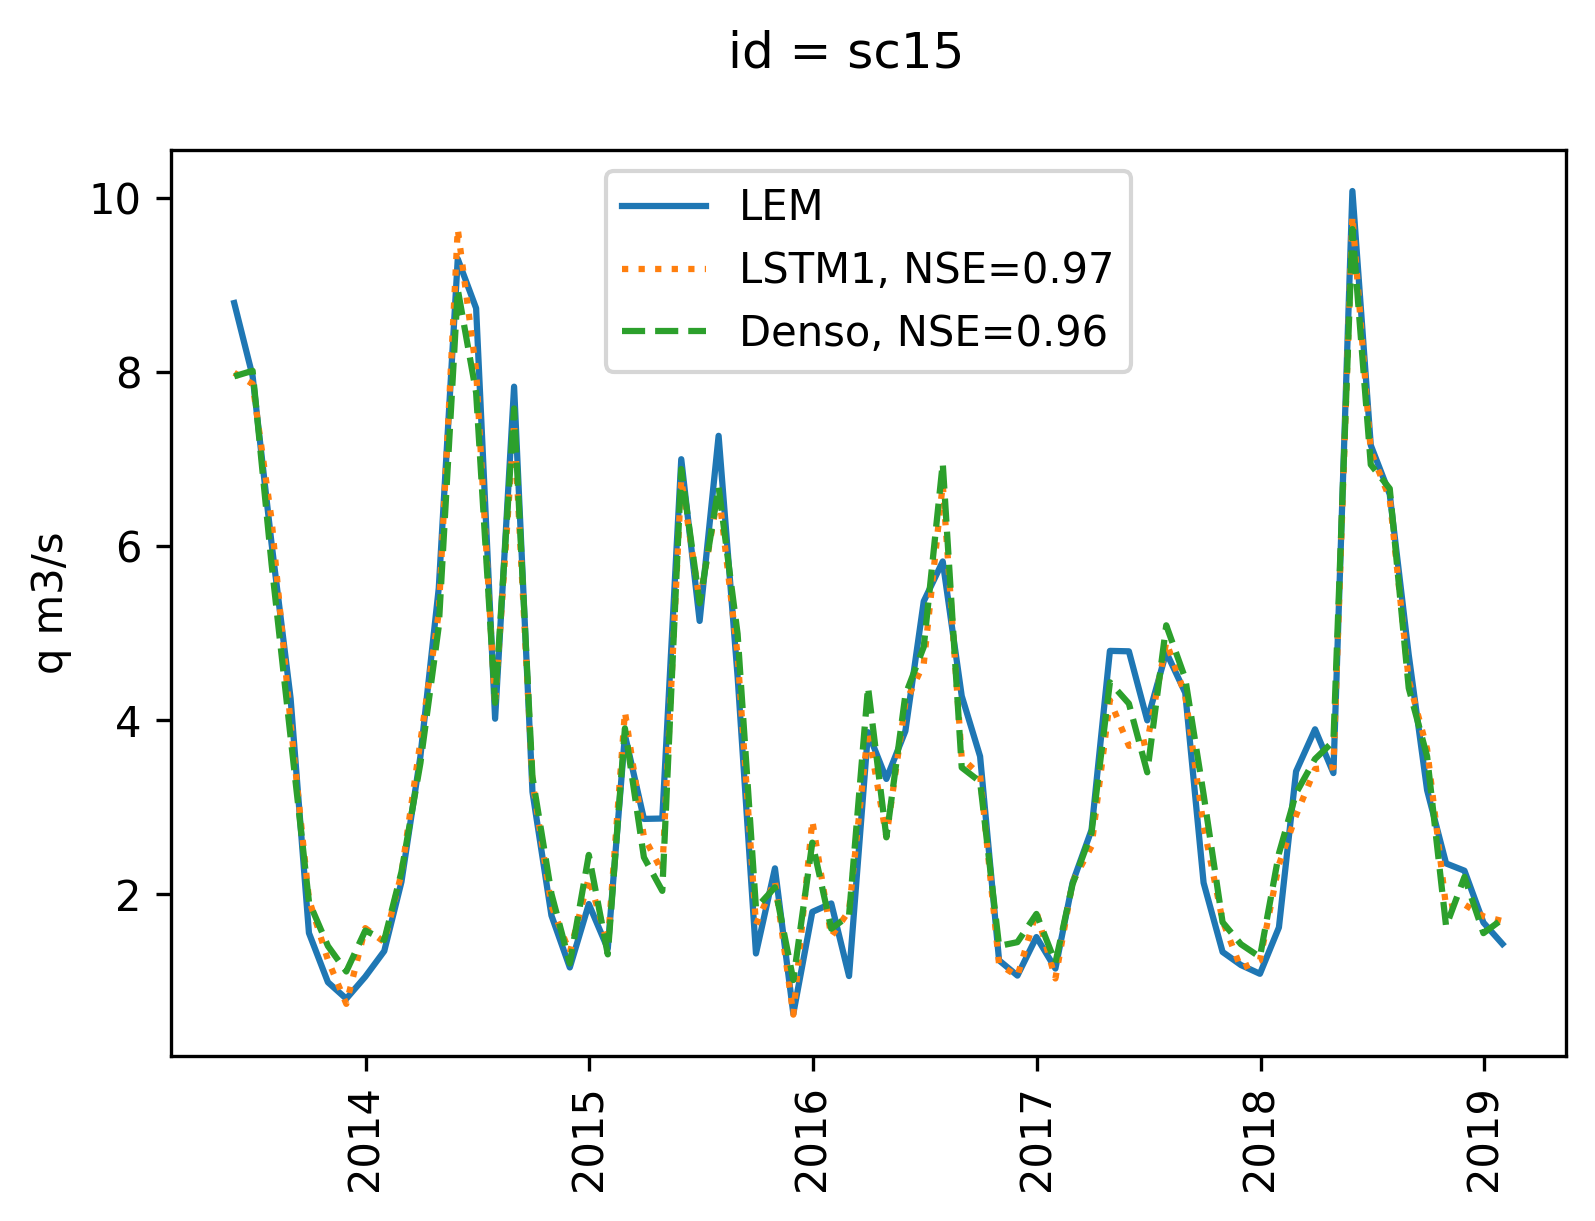 id = sc15
LEM
LSTM1, NSE=0.97
Denso, NSE=0.96
q m3/s
10
8
6
4
2
2014
2015
2016
2017
2018
2019